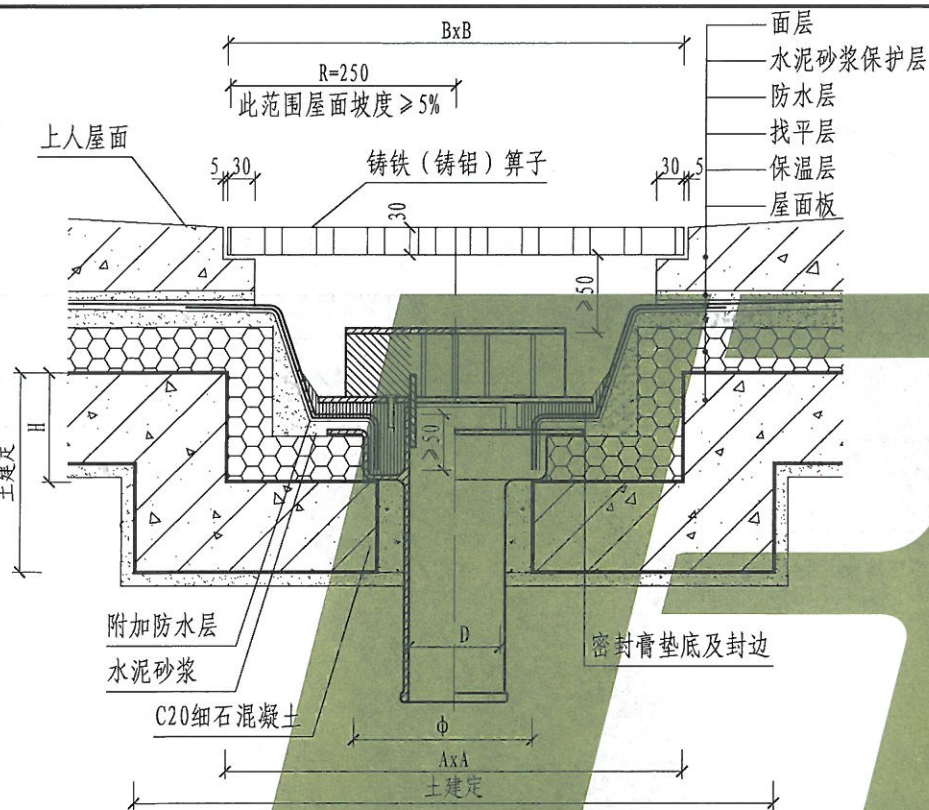 BxB
R=250
此范围屋面坡度≥5%
面层
水泥砂浆保护层
防水层
找平层
保温层
屋面板
上人屋面
铸铁（铸铝）箅子
5 30
30 5
30
≥50
H
土建定
≥50
附加防水层
水泥砂浆
C20细石混凝土
D
密封膏垫底及封边
ф
AxA
土建定